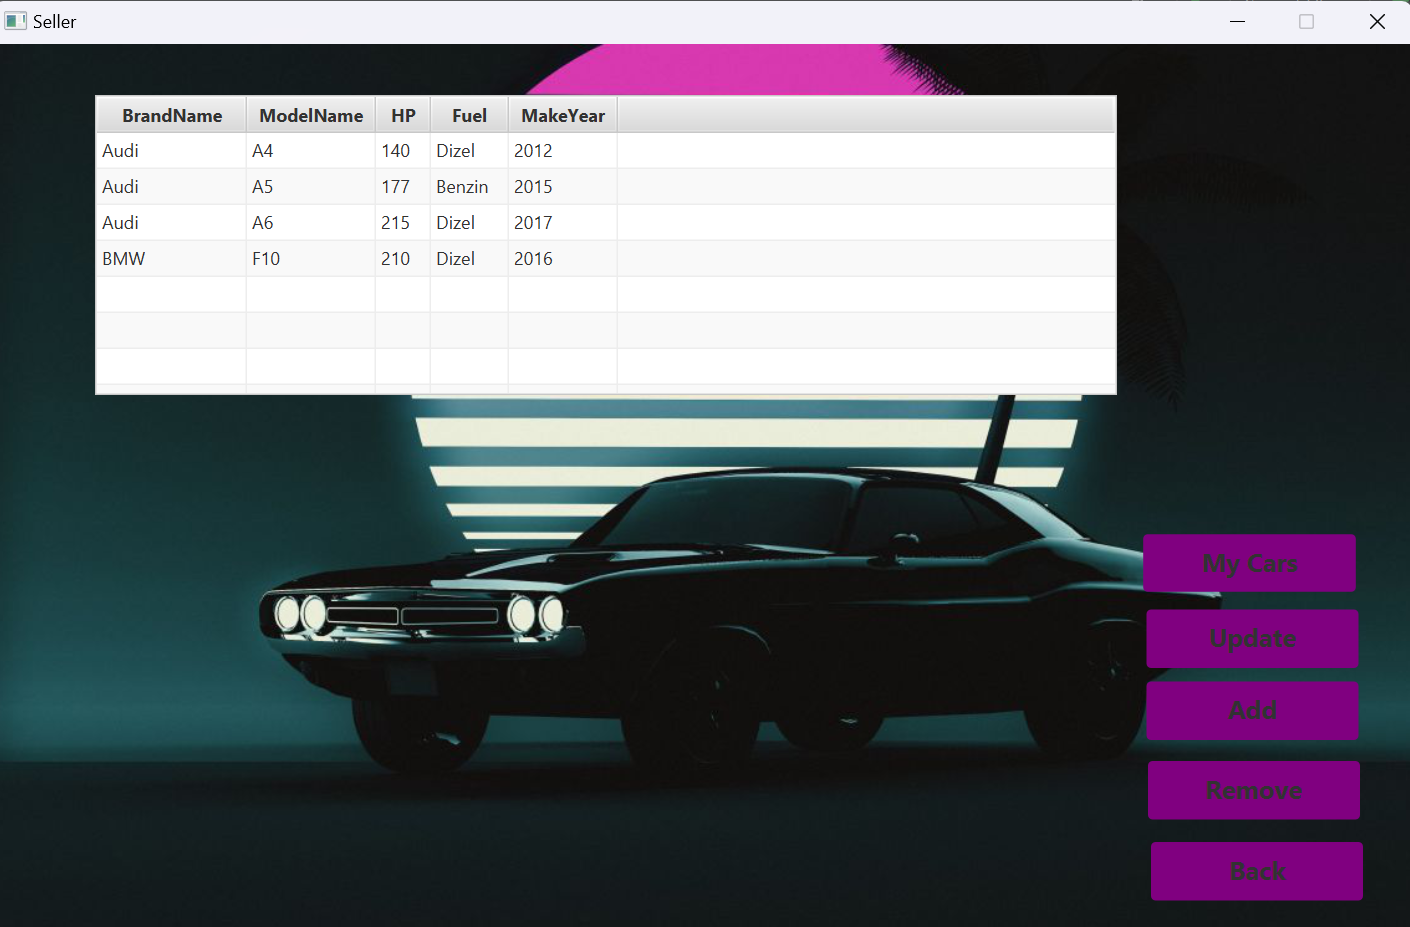 Seller
BrandName ModelName HP Fuel MakeYear
Audi A4 140 Dizel 2012
Audi A5 177 Benzin 2015
Audi A6 215 Dizel 2017
BMW F10 210 Dizel 2016
My Cars
Update
Add
Remove
Back